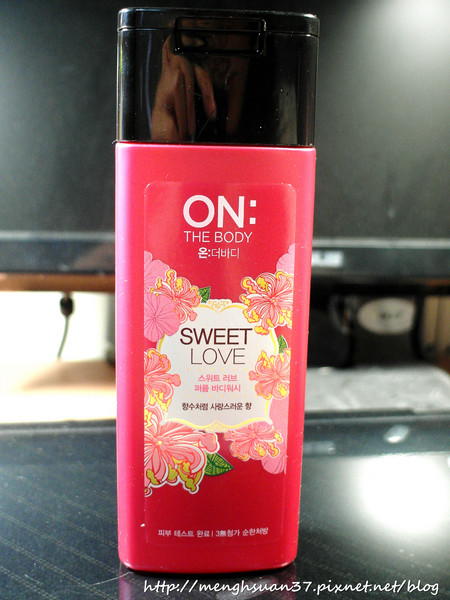 ON:
THE BODY
온:더바디
SWEET
LOVE
스위트 러브
퍼퓸 바디워시
향수처럼 사랑스러운 향
피부 테스트 완료 | 3無첨가 순한처방
http://menghsuan37.pixnet.net/blog